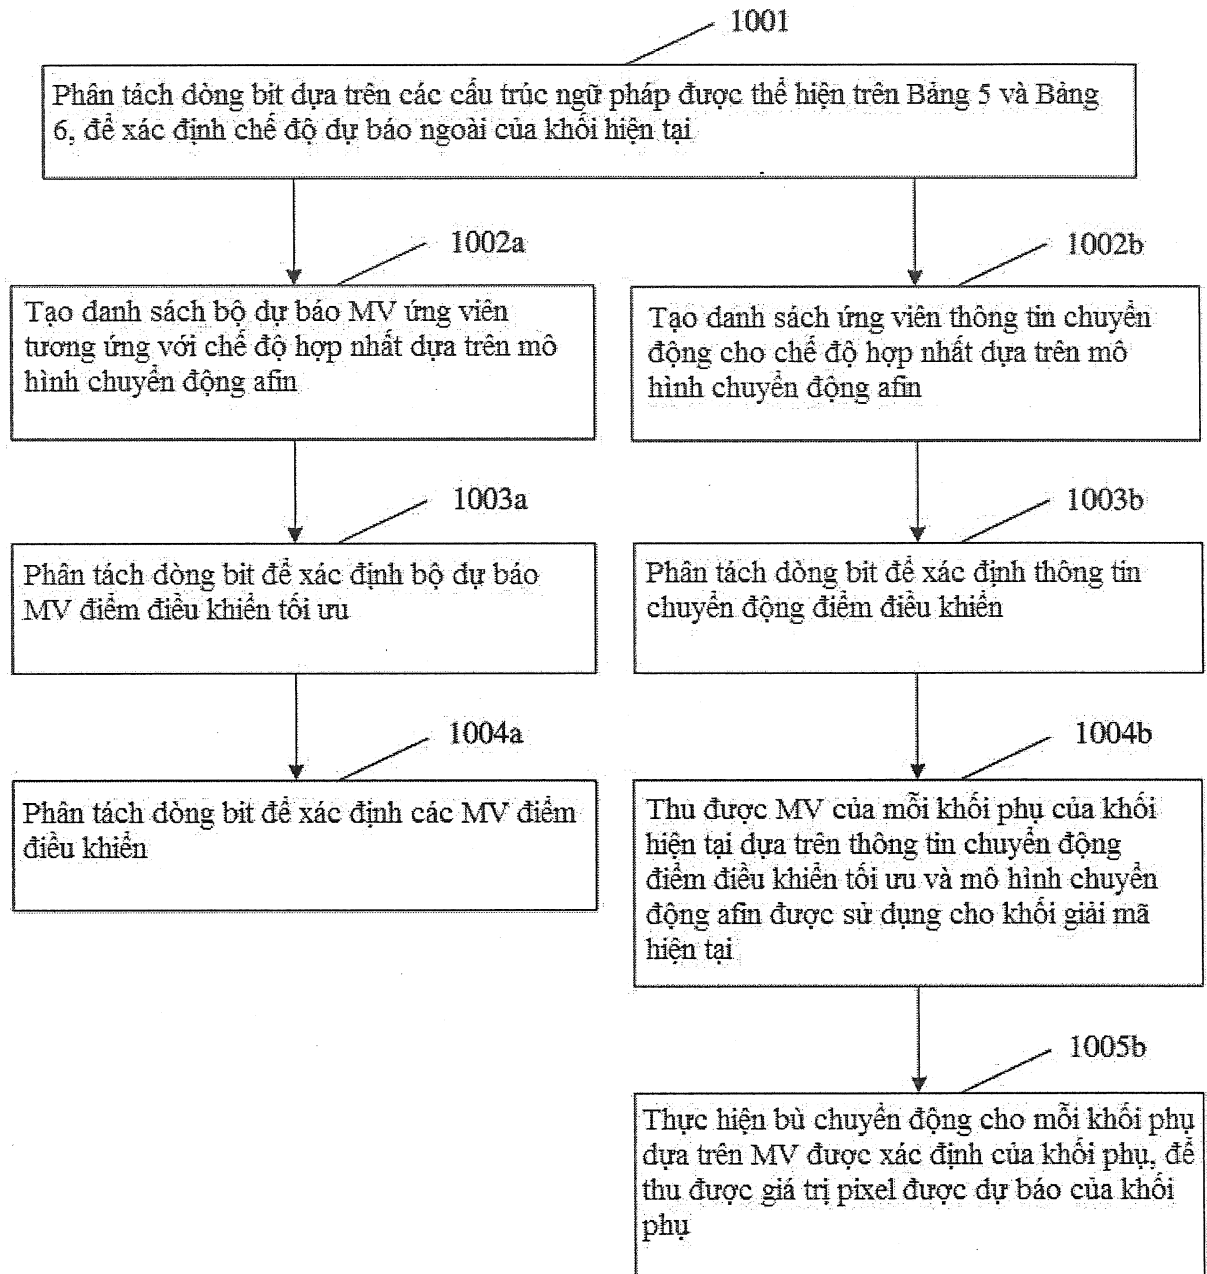 1001
Phân tách dòng bit dựa trên các cấu trúc ngữ pháp được thể hiện trên Bảng 5 và Bảng
6, để xác định chế độ dự báo ngoài của khối hiện tại
1002a
Tạo danh sách bộ dự báo MV ứng viên
tương ứng với chế độ hợp nhất dựa trên mô
hình chuyển động afin
1003a
Phân tách dòng bit để xác định bộ dự báo
MV điểm điều khiển tối ưu
1004a
Phân tách dòng bit để xác định các MV điểm
điều khiển
1002b
Tạo danh sách ứng viên thông tin chuyển
động cho chế độ hợp nhất dựa trên mô
hình chuyển động afin
1003b
Phân tách dòng bit để xác định thông tin
chuyển động điểm điều khiển
1004b
Thu được MV của mỗi khối phụ của khối
hiện tại dựa trên thông tin chuyển động
điểm điều khiển tối ưu và mô hình chuyển
động afin được sử dụng cho khối giải mã
hiện tại
1005b
Thực hiện bù chuyển động cho mỗi khối phụ
dựa trên MV được xác định của khối phụ, để
thu được giá trị pixel được dự báo của khối
phụ